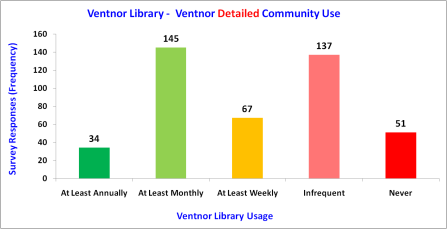 Ventnor Library - Ventnor Detailed Community Use
Survey Responses (Frequency)
160
140
120
100
80
60
40
20
0
34
145
67
137
51
At Least Annually
At Least Monthly
At Least Weekly
Infrequent
Never
Ventnor Library Usage